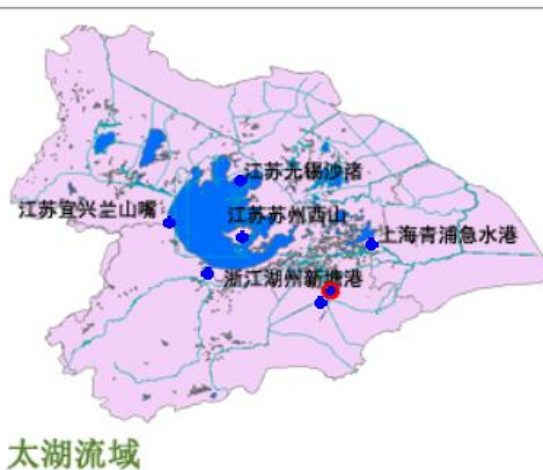 江苏无锡沙渚
江苏宜兴兰山嘴
江苏苏州西山
上海青浦急水港
浙江湖州新塘港
太湖流域